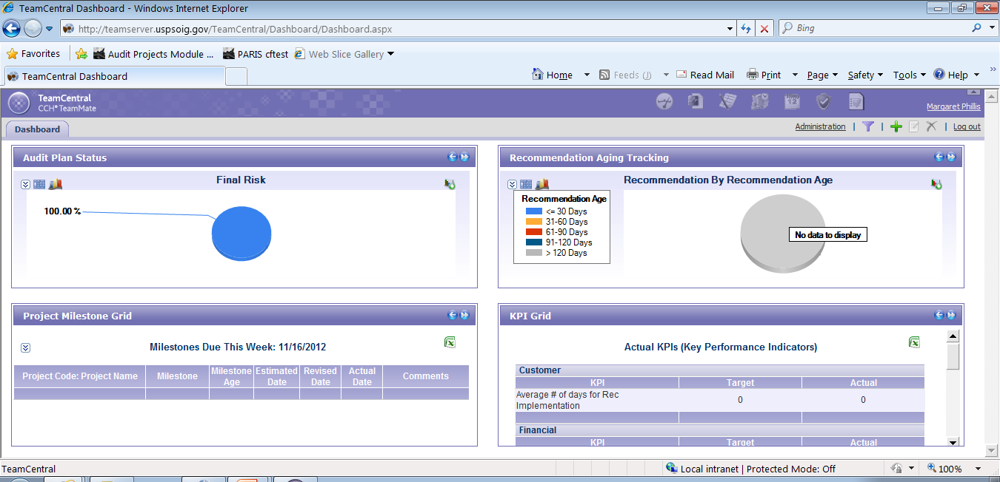 TeamCentral Dashboard - Windows Internet Explorer
http://teamserver.uspsoig.gov/TeamCentral/Dashboard/Dashboard.aspx
Bing
Favorites
Audit Projects Module ...
PARIS cftest
Web Slice Gallery
TeamCentral Dashboard
Home
Feeds (J)
Read Mail
Print
Page
Safety
Tools
Help
TeamCentral
CCH® TeamMate
12
Margaret Phillis
Dashboard
Administration | | | Log out
Audit Plan Status
Final Risk
100.00 %
Recommendation Aging Tracking
Recommendation By Recommendation Age
Recommendation Age
<= 30 Days
31-60 Days
61-90 Days
91-120 Days
> 120 Days
No data to display
Project Milestone Grid
Milestones Due This Week: 11/16/2012
Project Code: Project Name Milestone Milestone Age Estimated Date Revised Date Actual Date Comments
KPI Grid
Actual KPIs (Key Performance Indicators)
Customer
KPI Target Actual
Average # of days for Rec
Implementation 0 0
Financial
KPI Target Actual
TeamCentral
Local intranet | Protected Mode: Off
100%